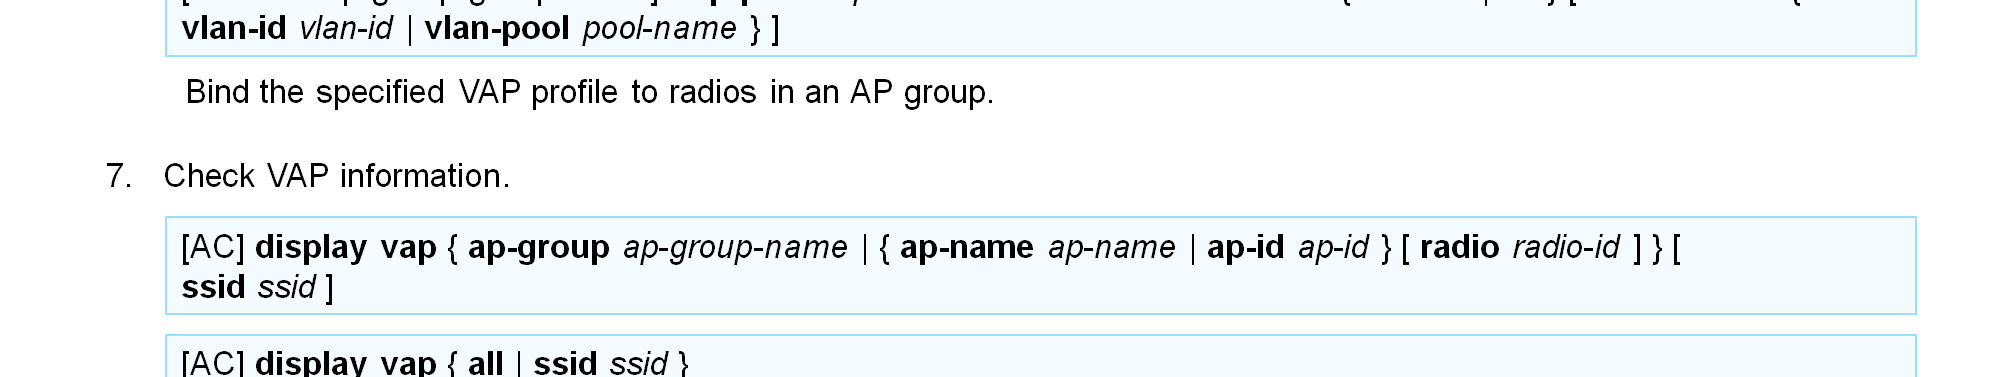 vlan-id vlan-id | vlan-pool pool-name } ]
Bind the specified VAP profile to radios in an AP group.
7. Check VAP information.
[AC] display vap { ap-group ap-group-name | { ap-name ap-name | ap-id ap-id } [ radio radio-id ] } [
ssid ssid ]
[AC] display vap { all | ssid ssid }